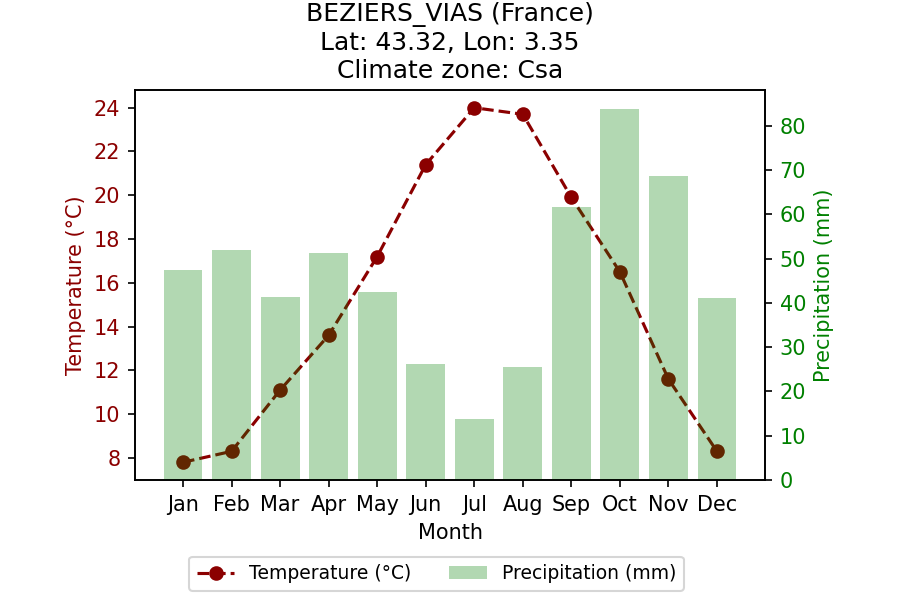 BEZIERS_VIAS (France)
Lat: 43.32, Lon: 3.35
Climate zone: Csa
Temperature (°C)
24
22
20
18
16
14
12
10
8
80
70
60
50
40
30
20
10
0
Precipitation (mm)
Jan Feb Mar Apr May Jun Jul Aug Sep Oct Nov Dec
Month
Temperature (°C) Precipitation (mm)